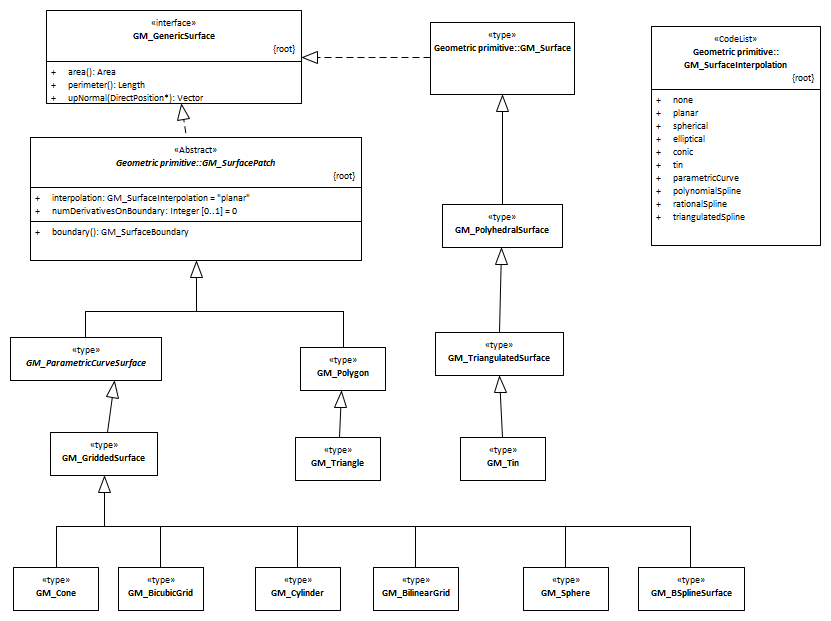 «interface»
GM_GenericSurface
{root}
+ area(): Area
+ perimeter(): Length
+ upNormal(DirectPosition*): Vector
«type»
Geometric primitive::GM_Surface
«CodeList»
Geometric primitive::
GM_SurfaceInterpolation
{root}
+ none
+ planar
+ spherical
+ elliptical
+ conic
+ tin
+ parametricCurve
+ polynomialSpline
+ rationalSpline
+ triangulatedSpline
«Abstract»
Geometric primitive::GM_SurfacePatch
{root}
+ interpolation: GM_SurfaceInterpolation = "planar"
+ numDerivativesOnBoundary: Integer [0..1] = 0
+ boundary(): GM_SurfaceBoundary
«type»
GM_PolyhedralSurface
«type»
GM_ParametricCurveSurface
«type»
GM_Polygon
«type»
GM_TriangulatedSurface
«type»
GM_GriddedSurface
«type»
GM_Triangle
«type»
GM_Tin
«type»
GM_Cone
«type»
GM_BicubicGrid
«type»
GM_Cylinder
«type»
GM_BilinearGrid
«type»
GM_Sphere
«type»
GM_BSplineSurface